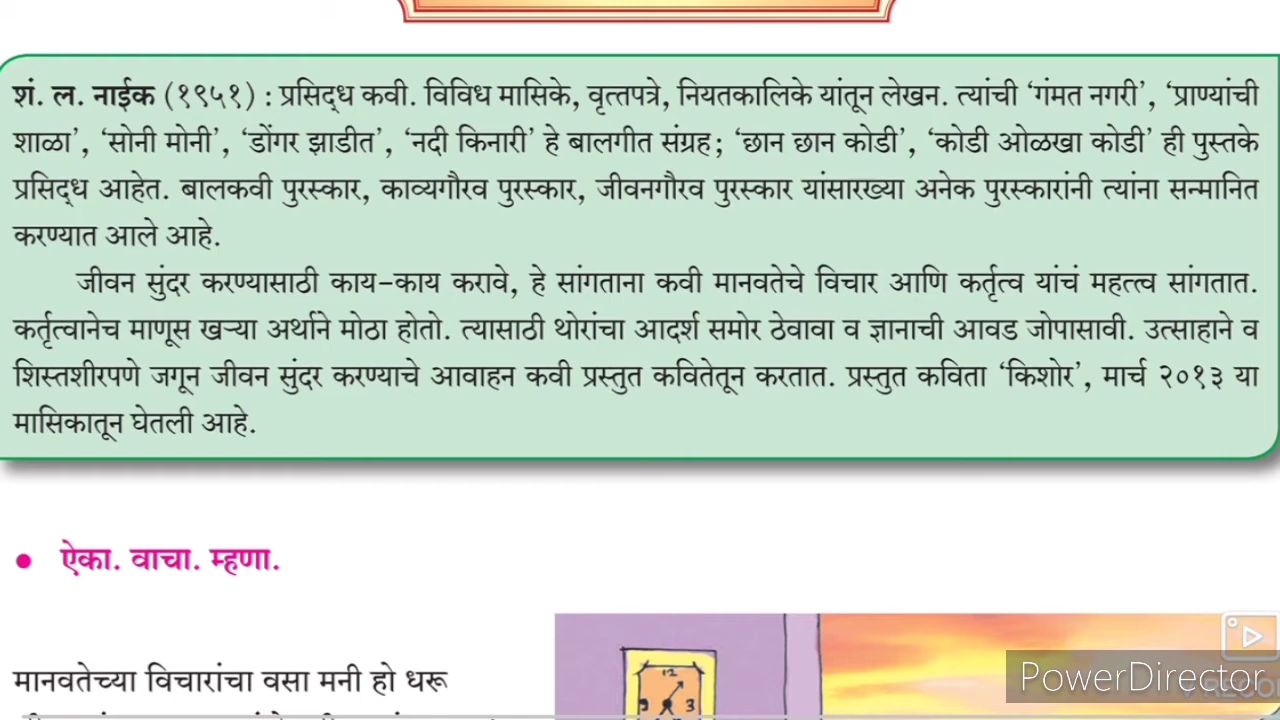 शं. ल. नाईक (१९५१) : प्रसिद्ध कवी. विविध मासिके, वृत्तपत्रे, नियतकालिके यांतून लेखन. त्यांची ‘गंमत नगरी’, ‘प्राण्यांची
शाळा’, ‘सोनी मोनी’, ‘डोंगर झाडीत’, ‘नदी किनारी’ हे बालगीत संग्रह; ‘छान छान कोडी’, ‘कोडी ओळखा कोडी’ ही पुस्तके
प्रसिद्ध आहेत. बालकवी पुरस्कार, काव्यगौरव पुरस्कार, जीवनगौरव पुरस्कार यांसारख्या अनेक पुरस्कारांनी त्यांना सन्मानित
करण्यात आले आहे.
जीवन सुंदर करण्यासाठी काय-काय करावे, हे सांगताना कवी मानवतेचे विचार आणि कर्तृत्व यांचं महत्त्व सांगतात.
कर्तृत्वानेच माणूस खऱ्या अर्थाने मोठा होतो. त्यासाठी थोरांचा आदर्श समोर ठेवावा व ज्ञानाची आवड जोपासावी. उत्साहाने व
शिस्तशीरपणे जगून जीवन सुंदर करण्याचे आवाहन कवी प्रस्तुत कवितेतून करतात. प्रस्तुत कविता ‘किशोर’, मार्च २०१३ या
मासिकातून घेतली आहे.
• ऐका. वाचा. म्हणा.
मानवतेच्या विचारांचा वसा मनी हो धरू
12
9 3
PowerDirector